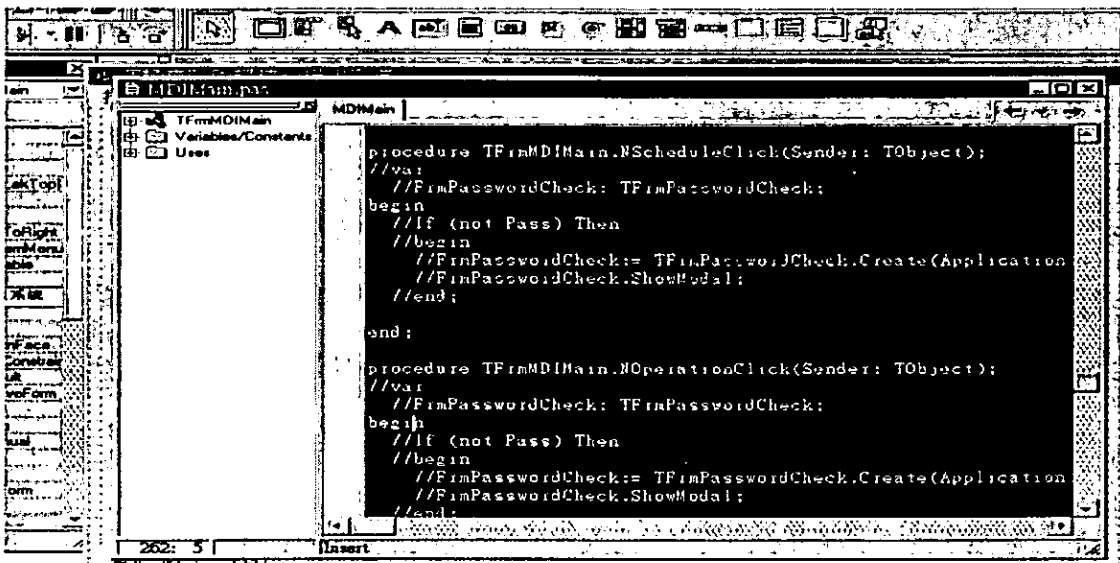 MDIMain.pas
MDIMain
TFrmMDIMain
Variables/Constants
Uses
procedure TFrmMDIMain.NScheduleClick(Sender: TObject);
//var
//FrmPasswordCheck: TFrmPasswordCheck;
begin
//If (not Pass) Then
//begin
//FrmPasswordCheck:= TFrmPasswordCheck.Create(Application
//FrmPasswordCheck.ShowModal;
//end;
end;
procedure TFrmMDIMain.NOperationClick(Sender: TObject);
//var
//FrmPasswordCheck: TFrmPasswordCheck;
begin
//If (not Pass) Then
//begin
//FrmPasswordCheck:= TFrmPasswordCheck.Create(Application
//FrmPasswordCheck.ShowModal;
//end;
262: 5
Insert